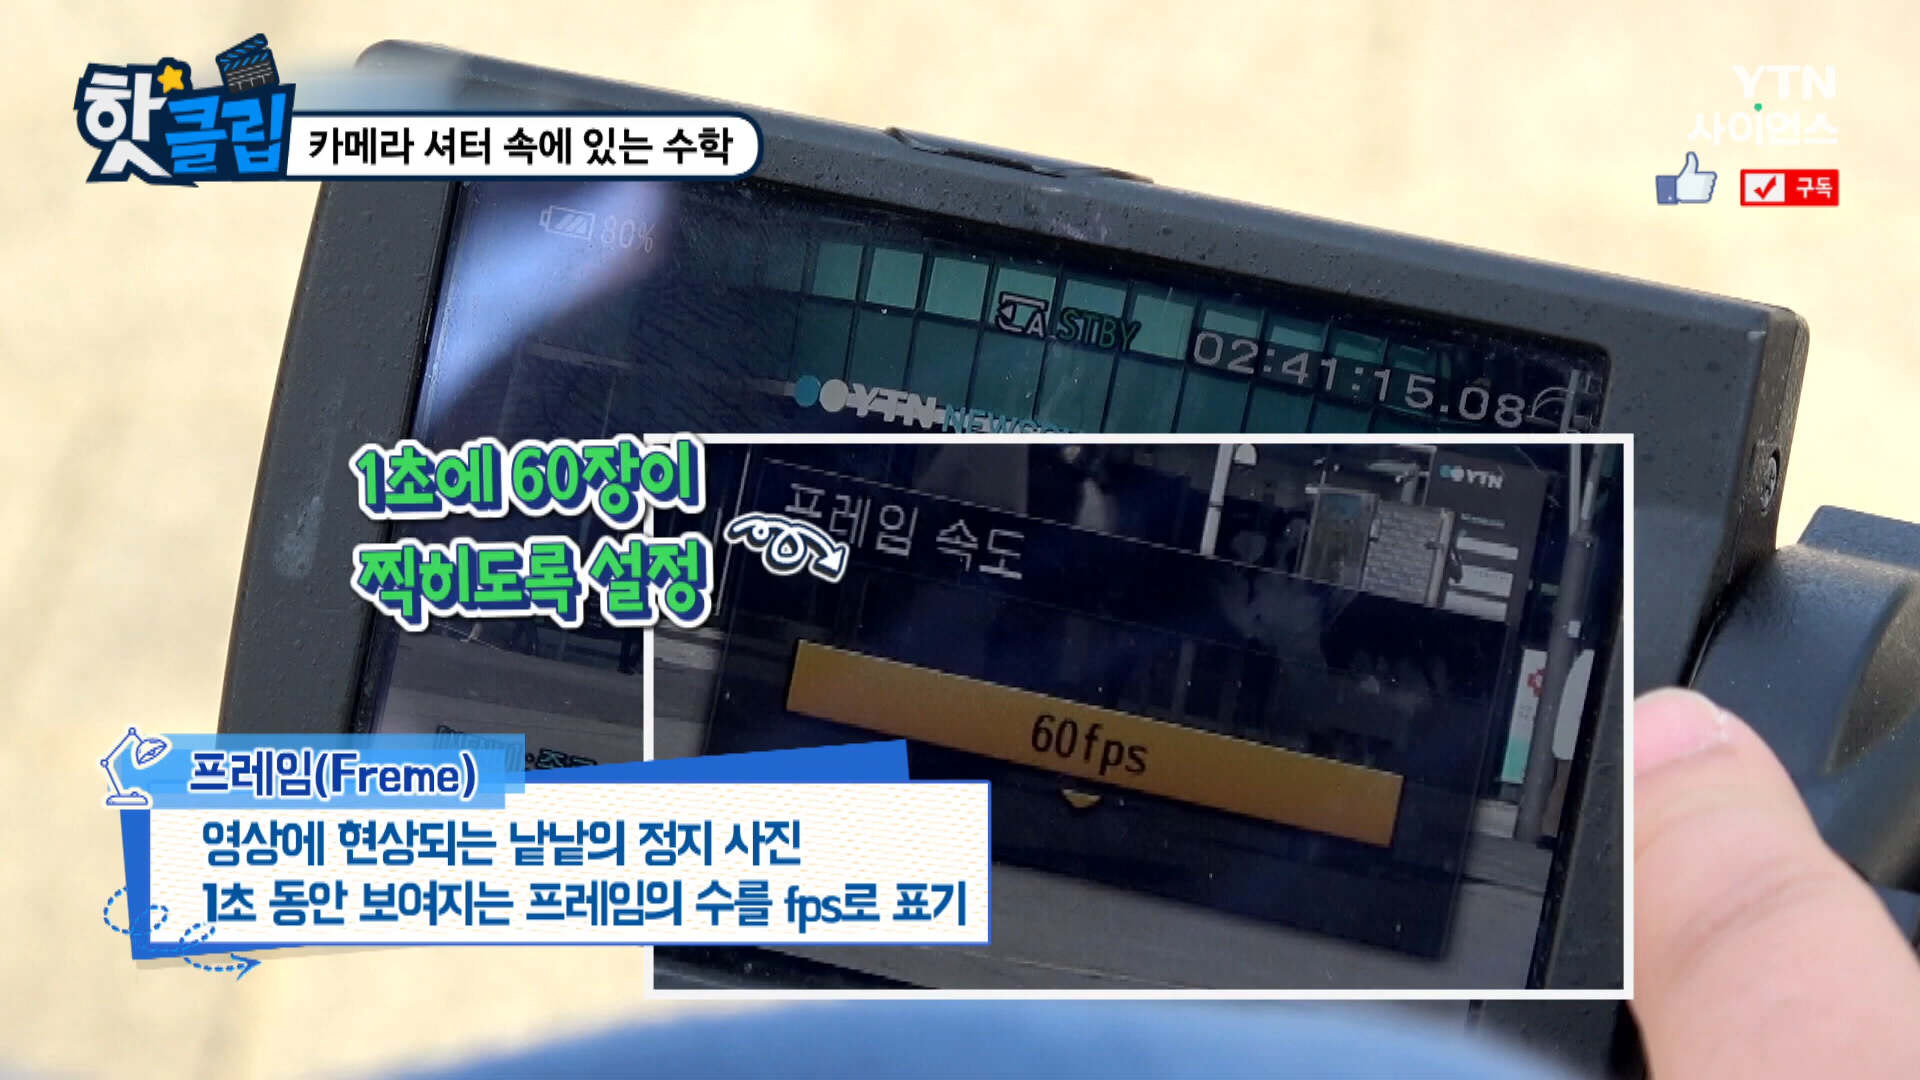 핫클립
카메라 셔터 속에 있는 수학
YTN
사이언스
구독
80%
STBY
02:41:15.08
YTN
1초에 60장이
찍히도록 설정
프레임 속도
YTN
60fps
프레임(Freme)
영상에 현상되는 낱낱의 정지 사진
1초 동안 보여지는 프레임의 수를 fps로 표기